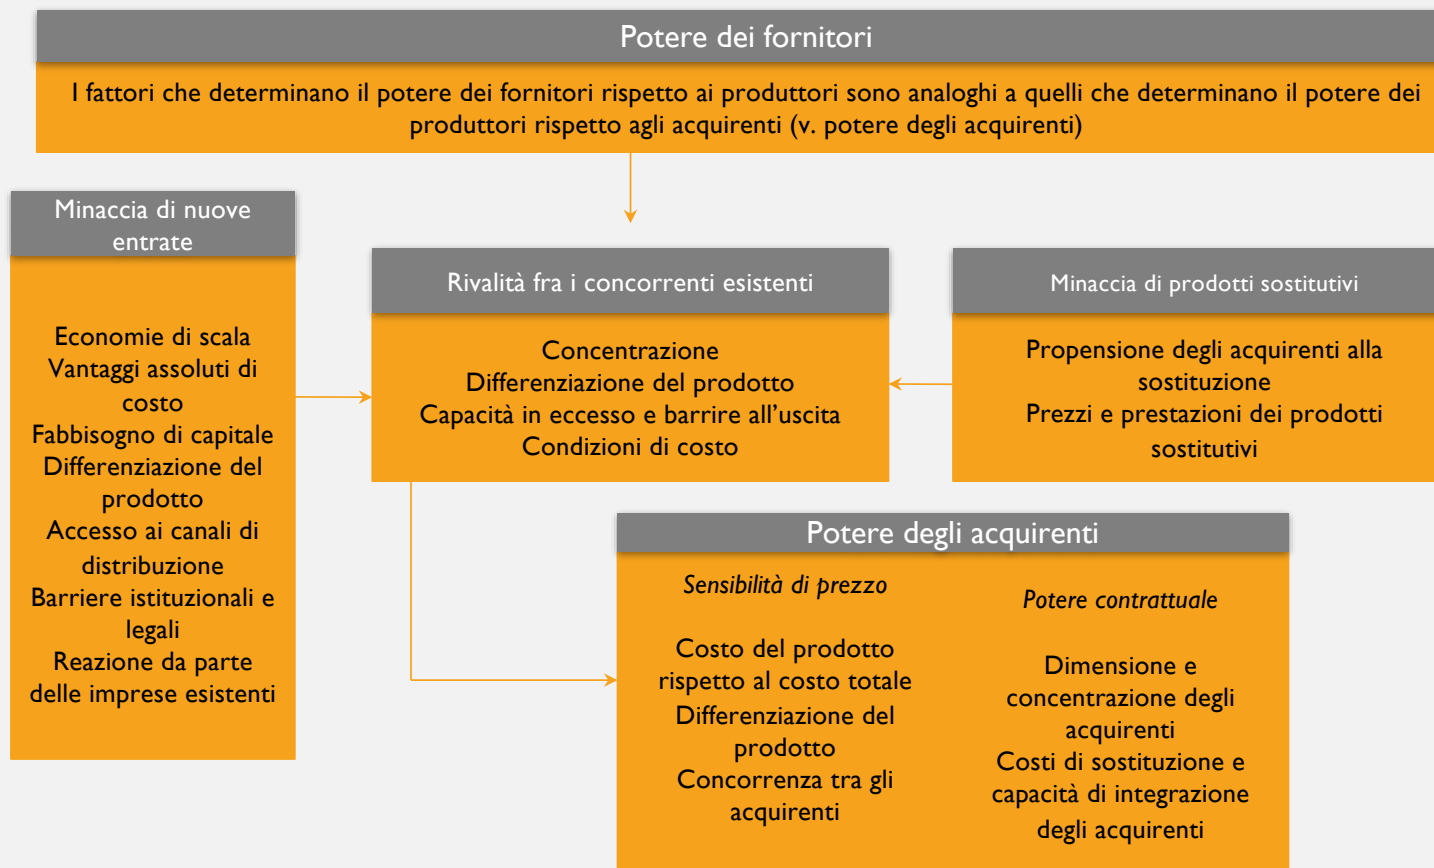 Potere dei fornitori
I fattori che determinano il potere dei fornitori rispetto ai produttori sono analoghi a quelli che determinano il potere dei
produttori rispetto agli acquirenti (v. potere degli acquirenti)
Minaccia di nuove
entrate
Economie di scala
Vantaggi assoluti di
costo
Fabbisogno di capitale
Differenziazione del
prodotto
Accesso ai canali di
distribuzione
Barriere istituzionali e
legali
Reazione da parte
delle imprese esistenti
Rivalità fra i concorrenti esistenti
Concentrazione
Differenziazione del prodotto
Capacità in eccesso e barrire all'uscita
Condizioni di costo
Minaccia di prodotti sostitutivi
Propensione degli acquirenti alla
sostituzione
Prezzi e prestazioni dei prodotti
sostitutivi
Potere degli acquirenti
Sensibilità di prezzo
Costo del prodotto
rispetto al costo totale
Differenziazione del
prodotto
Concorrenza tra gli
acquirenti
Potere contrattuale
Dimensione e
concentrazione degli
acquirenti
Costi di sostituzione e
capacità di integrazione
degli acquirenti